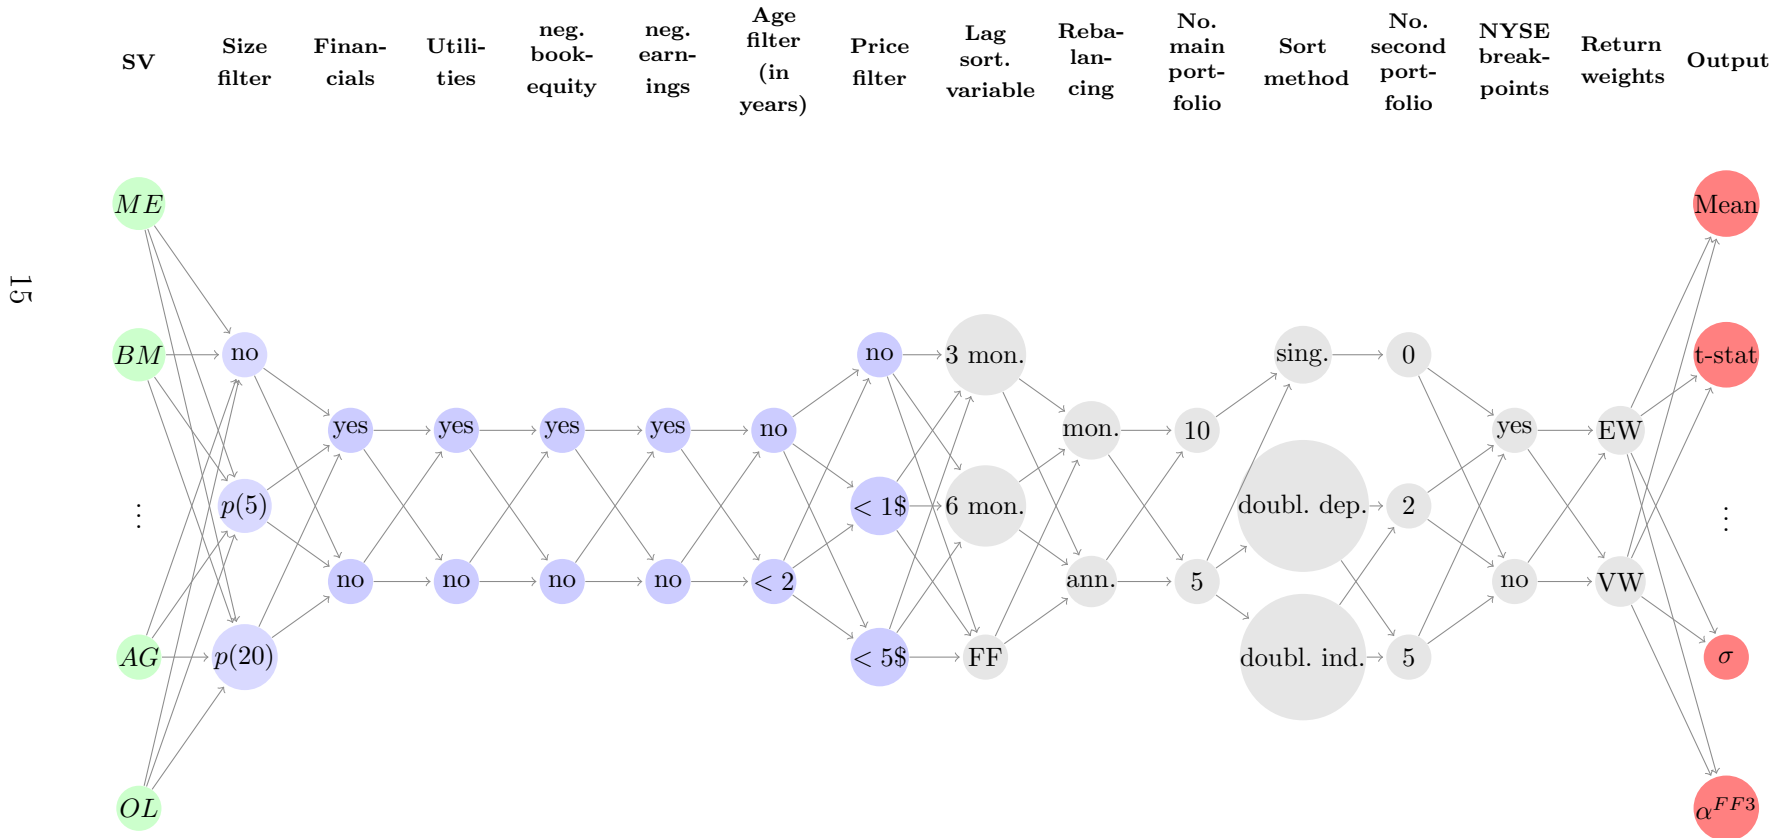 SV
Size
filter
Finan-
cials
Utili-
ties
neg.
book-
equity
neg.
earn-
ings
Age
filter
(in
years)
Price
filter
Lag
sort.
variable
Reba-
lan-
cing
No.
main
port-
folio
Sort
method
No.
second
port-
folio
NYSE
break-
points
Return
weights
Output
15
ME
BM
⋮
AG
OL
no
p(5)
p(20)
yes
no
yes
no
yes
no
yes
no
no
< 2
no
< 1$
< 5$
3 mon.
6 mon.
FF
mon.
ann.
10
5
sing.
doubl. dep.
doubl. ind.
0
2
5
yes
no
EW
VW
Mean
t-stat
⋮
σ
α^{FF3}